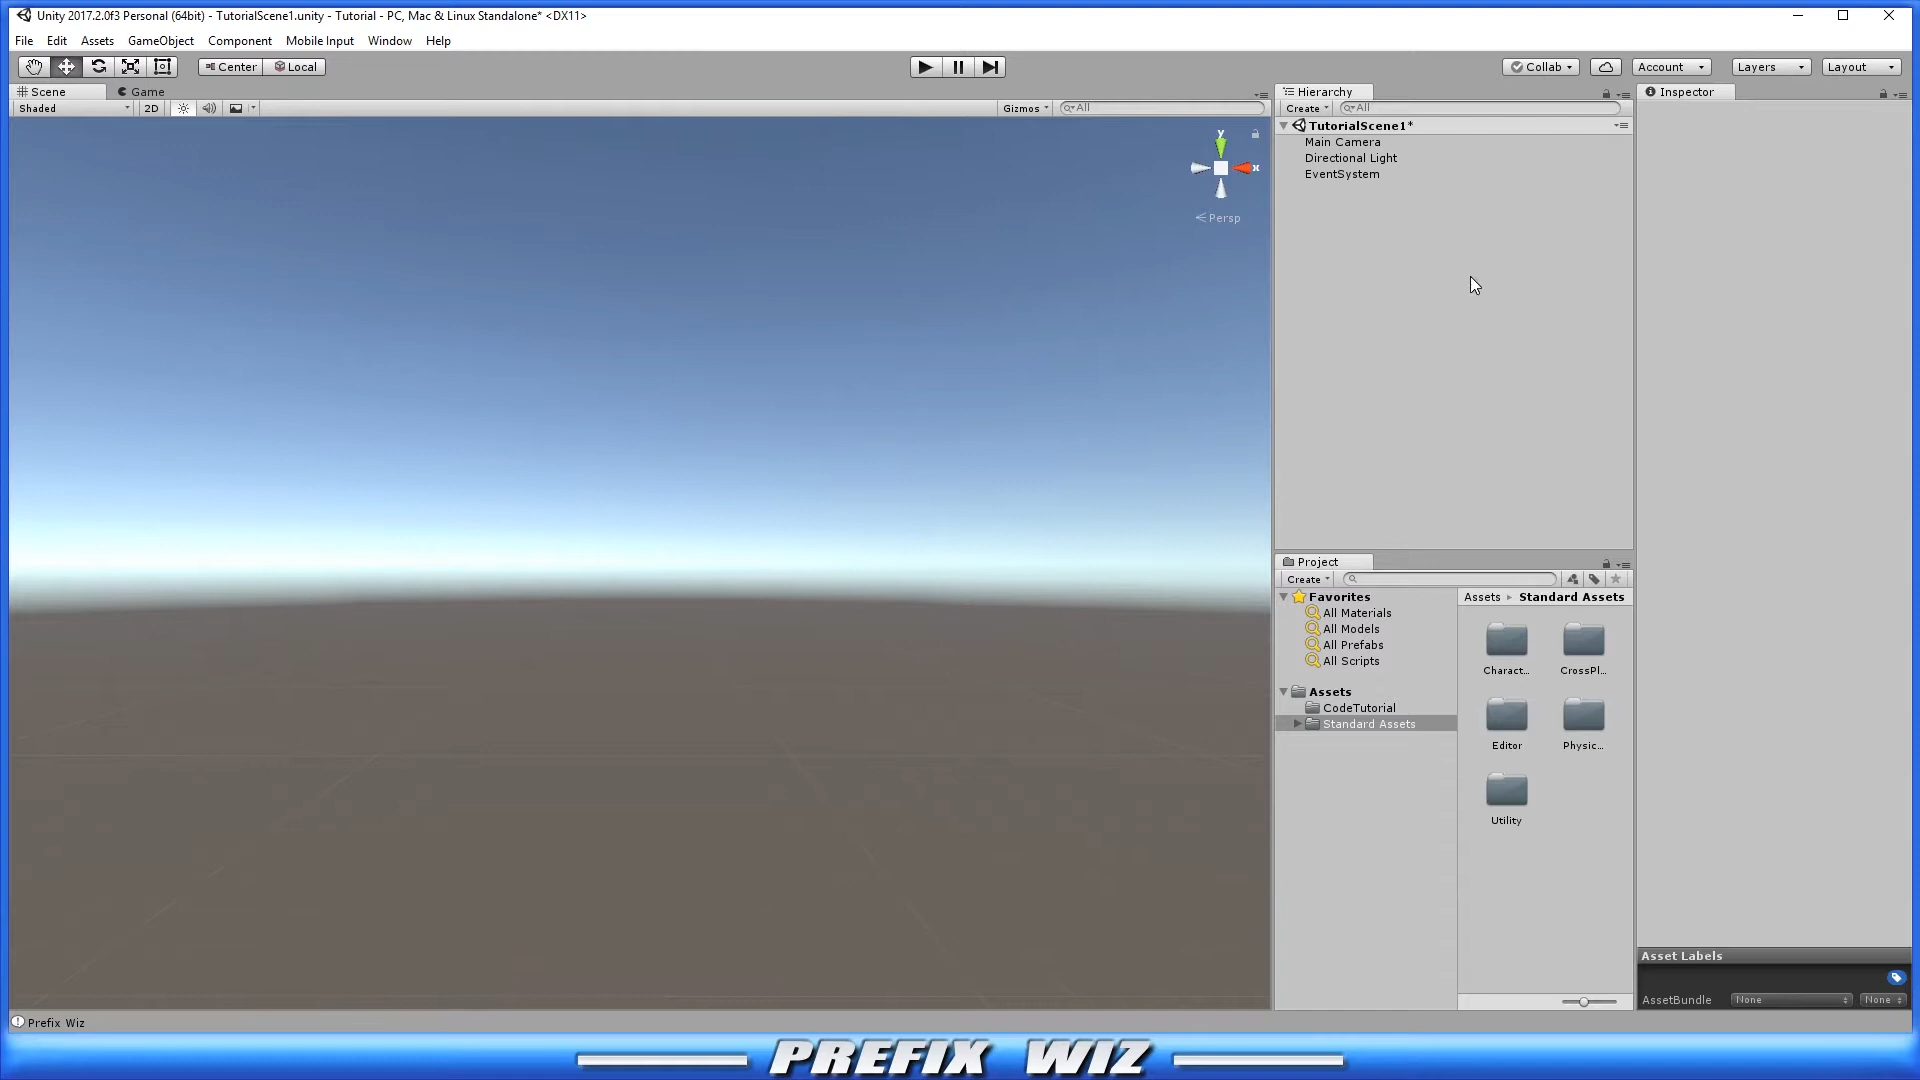 Unity 2017.2.0f3 Personal (64bit) - TutorialScene1.unity - Tutorial - PC, Mac & Linux Standalone* <DX11>
File Edit Assets GameObject Component Mobile Input Window Help
Center Local Collab Account Layers Layout
Scene Game
Shaded 2D Gizmos All
y
x
Persp
Hierarchy
Create All
TutorialScene1*
Main Camera
Directional Light
EventSystem
Inspector
Project
Create
Favorites
All Materials
All Models
All Prefabs
All Scripts
Assets
CodeTutorial
Standard Assets
Assets Standard Assets
Charact... CrossPl...
Editor Physic...
Utility
Asset Labels
AssetBundle None None
Prefix Wiz
PREFIX WIZ